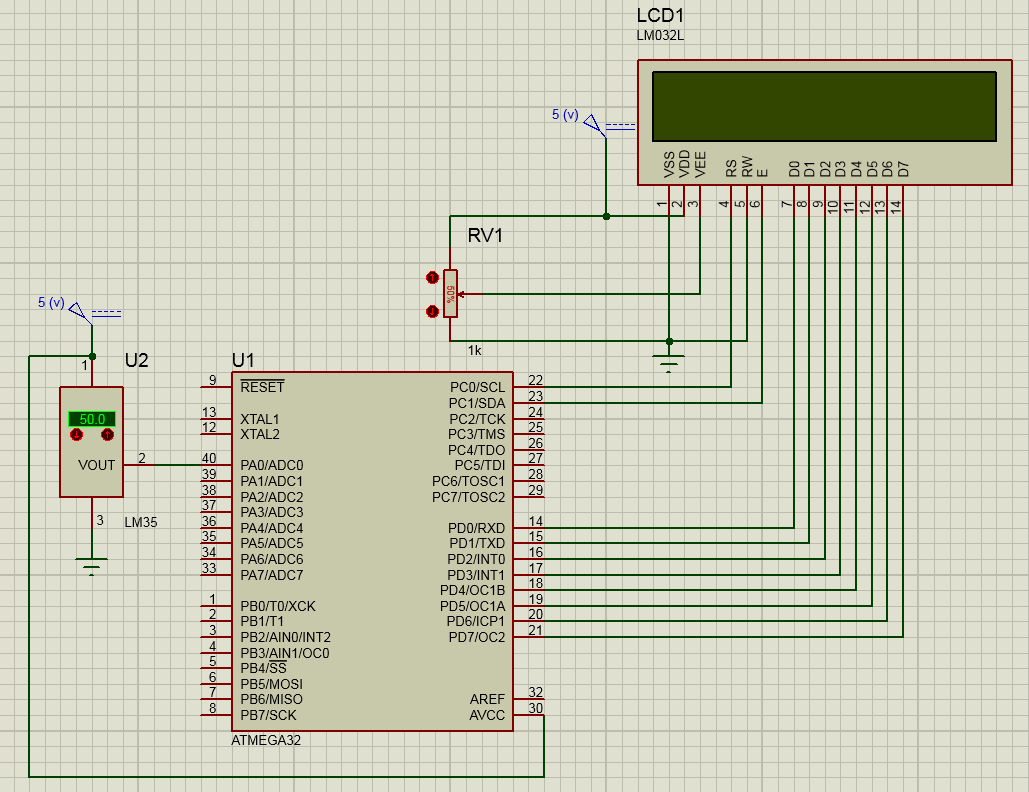 LCD1
LM032L
5 (v)
VSS
VDD
VEE
RS
RW
E
D0
D1
D2
D3
D4
D5
D6
D7
1
2
3
4
5
6
7
8
9
10
11
12
13
14
RV1
50%
1k
5 (v)
1
U2
50.0
VOUT
2
3
LM35
U1
9 RESET
13 XTAL1
12 XTAL2
40 PA0/ADC0
39 PA1/ADC1
38 PA2/ADC2
37 PA3/ADC3
36 PA4/ADC4
35 PA5/ADC5
34 PA6/ADC6
33 PA7/ADC7
1 PB0/T0/XCK
2 PB1/T1
3 PB2/AIN0/INT2
4 PB3/AIN1/OC0
5 PB4/SS
6 PB5/MOSI
7 PB6/MISO
8 PB7/SCK
PC0/SCL 22
PC1/SDA 23
PC2/TCK 24
PC3/TMS 25
PC4/TDO 26
PC5/TDI 27
PC6/TOSC1 28
PC7/TOSC2 29
PD0/RXD 14
PD1/TXD 15
PD2/INT0 16
PD3/INT1 17
PD4/OC1B 18
PD5/OC1A 19
PD6/ICP1 20
PD7/OC2 21
AREF 32
AVCC 30
ATMEGA32